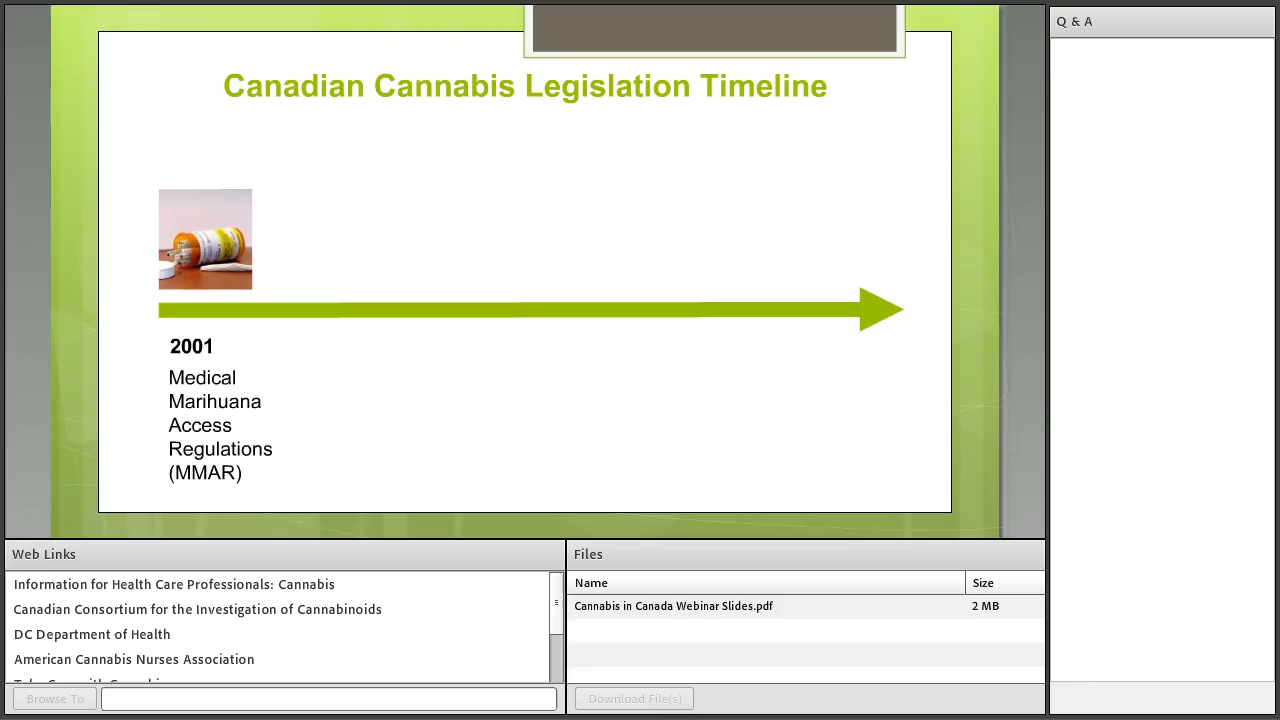 Canadian Cannabis Legislation Timeline
2001
Medical
Marihuana
Access
Regulations
(MMAR)
Q & A
Web Links
Information for Health Care Professionals: Cannabis
Canadian Consortium for the Investigation of Cannabinoids
DC Department of Health
American Cannabis Nurses Association
Browse To
Files
Name Size
Cannabis in Canada Webinar Slides.pdf 2 MB
Download File(s)